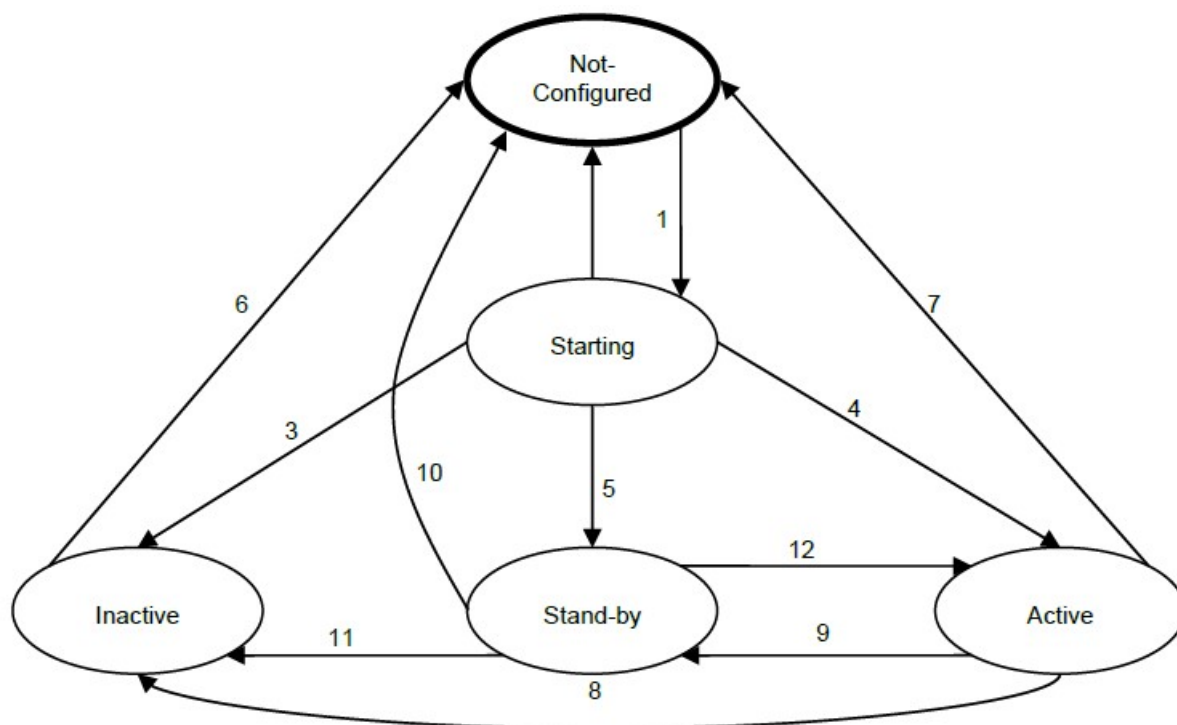 Not-
Configured
1
6
7
Starting
4
3
10
5
12
Inactive
Stand-by
Active
11
9
8